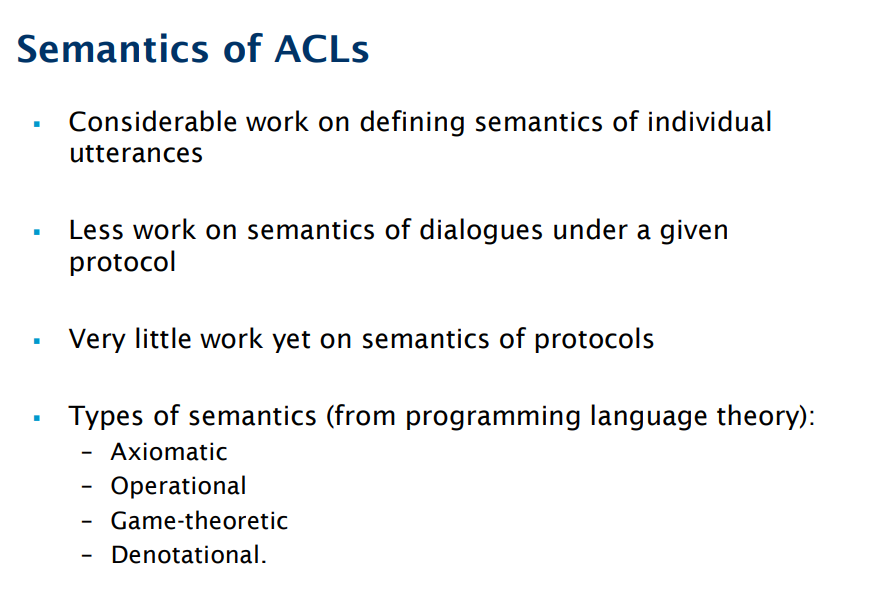 Semantics of ACLs
▪ Considerable work on defining semantics of individual
utterances
▪ Less work on semantics of dialogues under a given
protocol
▪ Very little work yet on semantics of protocols
▪ Types of semantics (from programming language theory):
– Axiomatic
– Operational
– Game-theoretic
– Denotational.